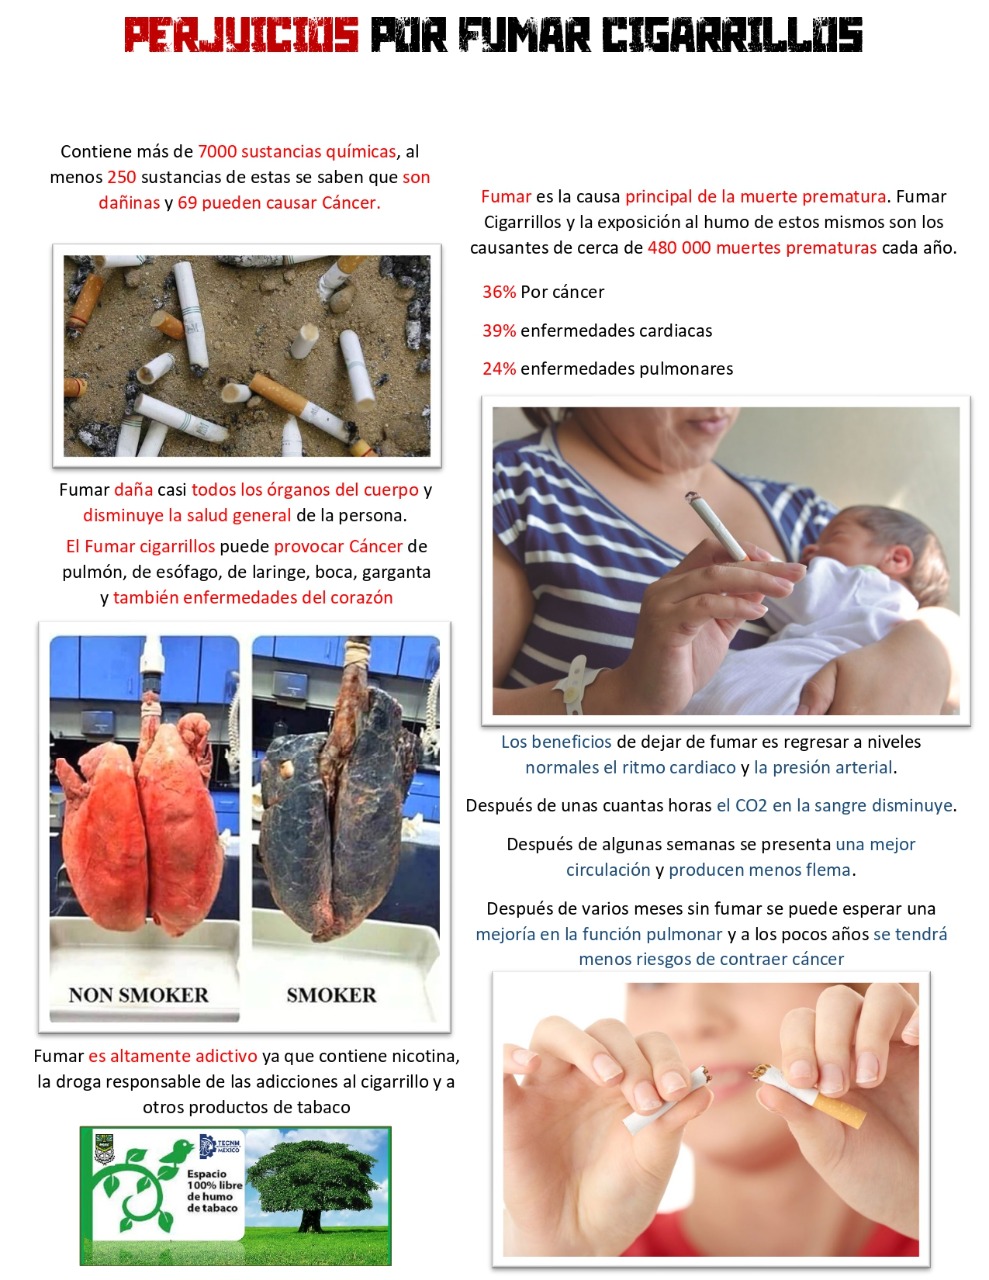 PERJUICIOS POR FUMAR CIGARRILLOS
Contiene más de 7000 sustancias químicas, al
menos 250 sustancias de estas se saben que son
dañinas y 69 pueden causar Cáncer.
Fumar daña casi todos los órganos del cuerpo y
disminuye la salud general de la persona.
El Fumar cigarrillos puede provocar Cáncer de
pulmón, de esófago, de laringe, boca, garganta
y también enfermedades del corazón
NON SMOKER
SMOKER
Fumar es altamente adictivo ya que contiene nicotina,
la droga responsable de las adicciones al cigarrillo y a
otros productos de tabaco
TECNM
MÉXICO
Espacio
100% libre
de humo
de tabaco
Fumar es la causa principal de la muerte prematura. Fumar
Cigarrillos y la exposición al humo de estos mismos son los
causantes de cerca de 480 000 muertes prematuras cada año.
36% Por cáncer
39% enfermedades cardiacas
24% enfermedades pulmonares
Los beneficios de dejar de fumar es regresar a niveles
normales el ritmo cardiaco y la presión arterial.
Después de unas cuantas horas el CO2 en la sangre disminuye.
Después de algunas semanas se presenta una mejor
circulación y producen menos flema.
Después de varios meses sin fumar se puede esperar una
mejoría en la función pulmonar y a los pocos años se tendrá
menos riesgos de contraer cáncer